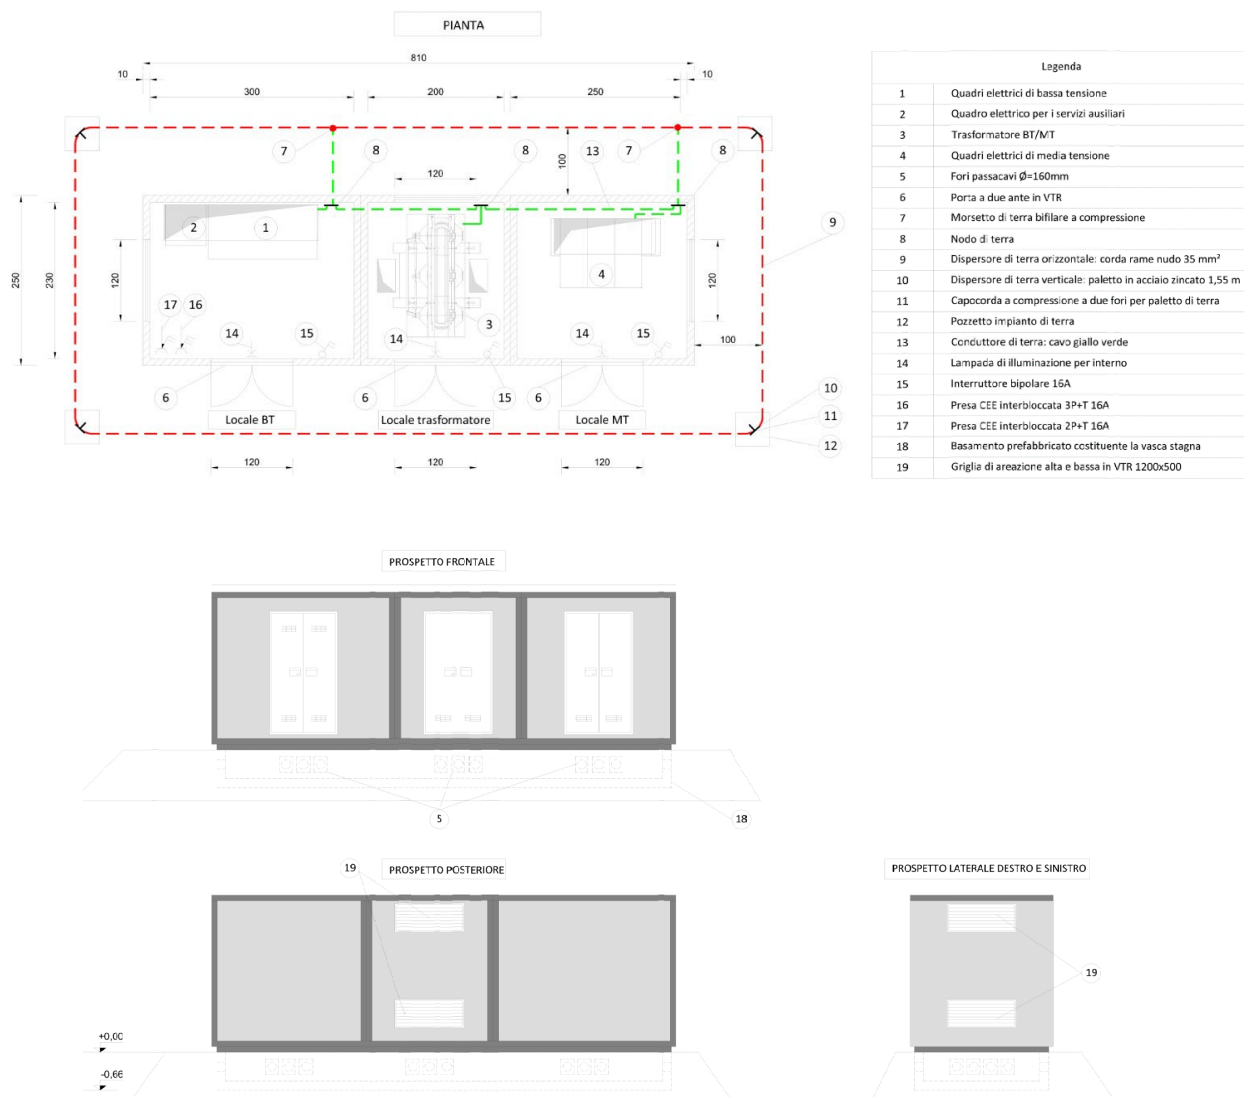 PIANTA
810
10
10
300
200
250
7
8
8
13
7
8
120
100
9
2
1
4
250
230
120
120
17
16
14
15
14
3
14
15
100
6
6
15
6
10
11
12
Locale BT
Locale trasformatore
Locale MT
120
120
120
Legenda
1 Quadri elettrici di bassa tensione
2 Quadro elettrico per i servizi ausiliari
3 Trasformatore BT/MT
4 Quadri elettrici di media tensione
5 Fori passacavi Ø=160mm
6 Porta a due ante in VTR
7 Morsetto di terra bifilare a compressione
8 Nodo di terra
9 Dispersore di terra orizzontale: corda rame nudo 35 mm²
10 Dispersore di terra verticale: paletto in acciaio zincato 1,55 m
11 Capocorda a compressione a due fori per paletto di terra
12 Pozzetto impianto di terra
13 Conduttore di terra: cavo giallo verde
14 Lampada di illuminazione per interno
15 Interruttore bipolare 16A
16 Presa CEE interbloccata 3P+T 16A
17 Presa CEE interbloccata 2P+T 16A
18 Basamento prefabbricato costituente la vasca stagna
19 Griglia di areazione alta e bassa in VTR 1200x500
PROSPETTO FRONTALE
5
18
19
PROSPETTO POSTERIORE
+0,00
-0,66
PROSPETTO LATERALE DESTRO E SINISTRO
19